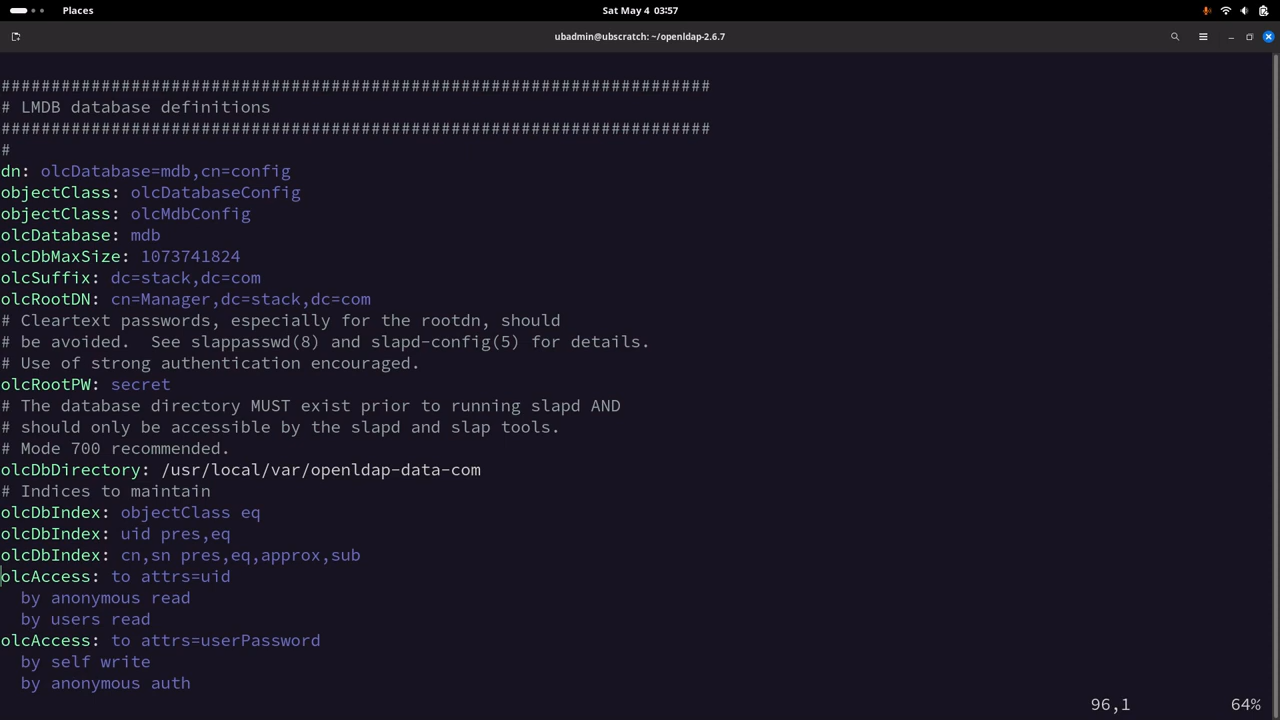 Places
Sat May 4 03:57
ubadmin@ubscratch: ~/openldap-2.6.7
#######################################################################
# LMDB database definitions
#######################################################################
#
dn: olcDatabase=mdb,cn=config
objectClass: olcDatabaseConfig
objectClass: olcMdbConfig
olcDatabase: mdb
olcDbMaxSize: 1073741824
olcSuffix: dc=stack,dc=com
olcRootDN: cn=Manager,dc=stack,dc=com
# Cleartext passwords, especially for the rootdn, should
# be avoided.  See slappasswd(8) and slapd-config(5) for details.
# Use of strong authentication encouraged.
olcRootPW: secret
# The database directory MUST exist prior to running slapd AND
# should only be accessible by the slapd and slap tools.
# Mode 700 recommended.
olcDbDirectory: /usr/local/var/openldap-data-com
# Indices to maintain
olcDbIndex: objectClass eq
olcDbIndex: uid pres,eq
olcDbIndex: cn,sn pres,eq,approx,sub
olcAccess: to attrs=uid
  by anonymous read
  by users read
olcAccess: to attrs=userPassword
  by self write
  by anonymous auth
96,1 64%